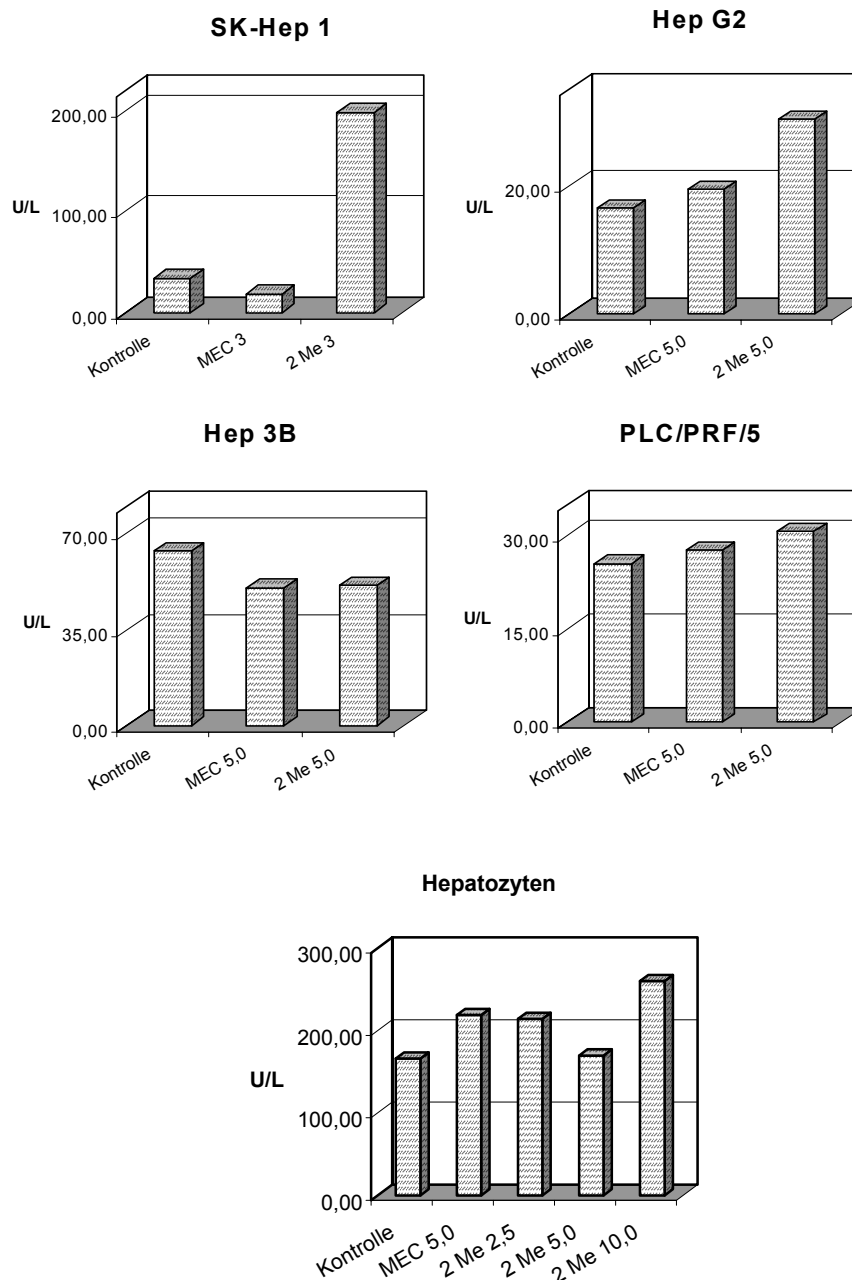 SK-Hep 1
U/L
200,00
100,00
0,00
Kontrolle
MEC 3
2 Me 3
Hep G2
U/L
20,00
0,00
Kontrolle
MEC 5,0
2 Me 5,0
Hep 3B
U/L
70,00
35,00
0,00
Kontrolle
MEC 5,0
2 Me 5,0
PLC/PRF/5
U/L
30,00
15,00
0,00
Kontrolle
MEC 5,0
2 Me 5,0
Hepatozyten
U/L
300,00
200,00
100,00
0,00
Kontrolle
MEC 5,0
2 Me 2,5
2 Me 5,0
2 Me 10,0